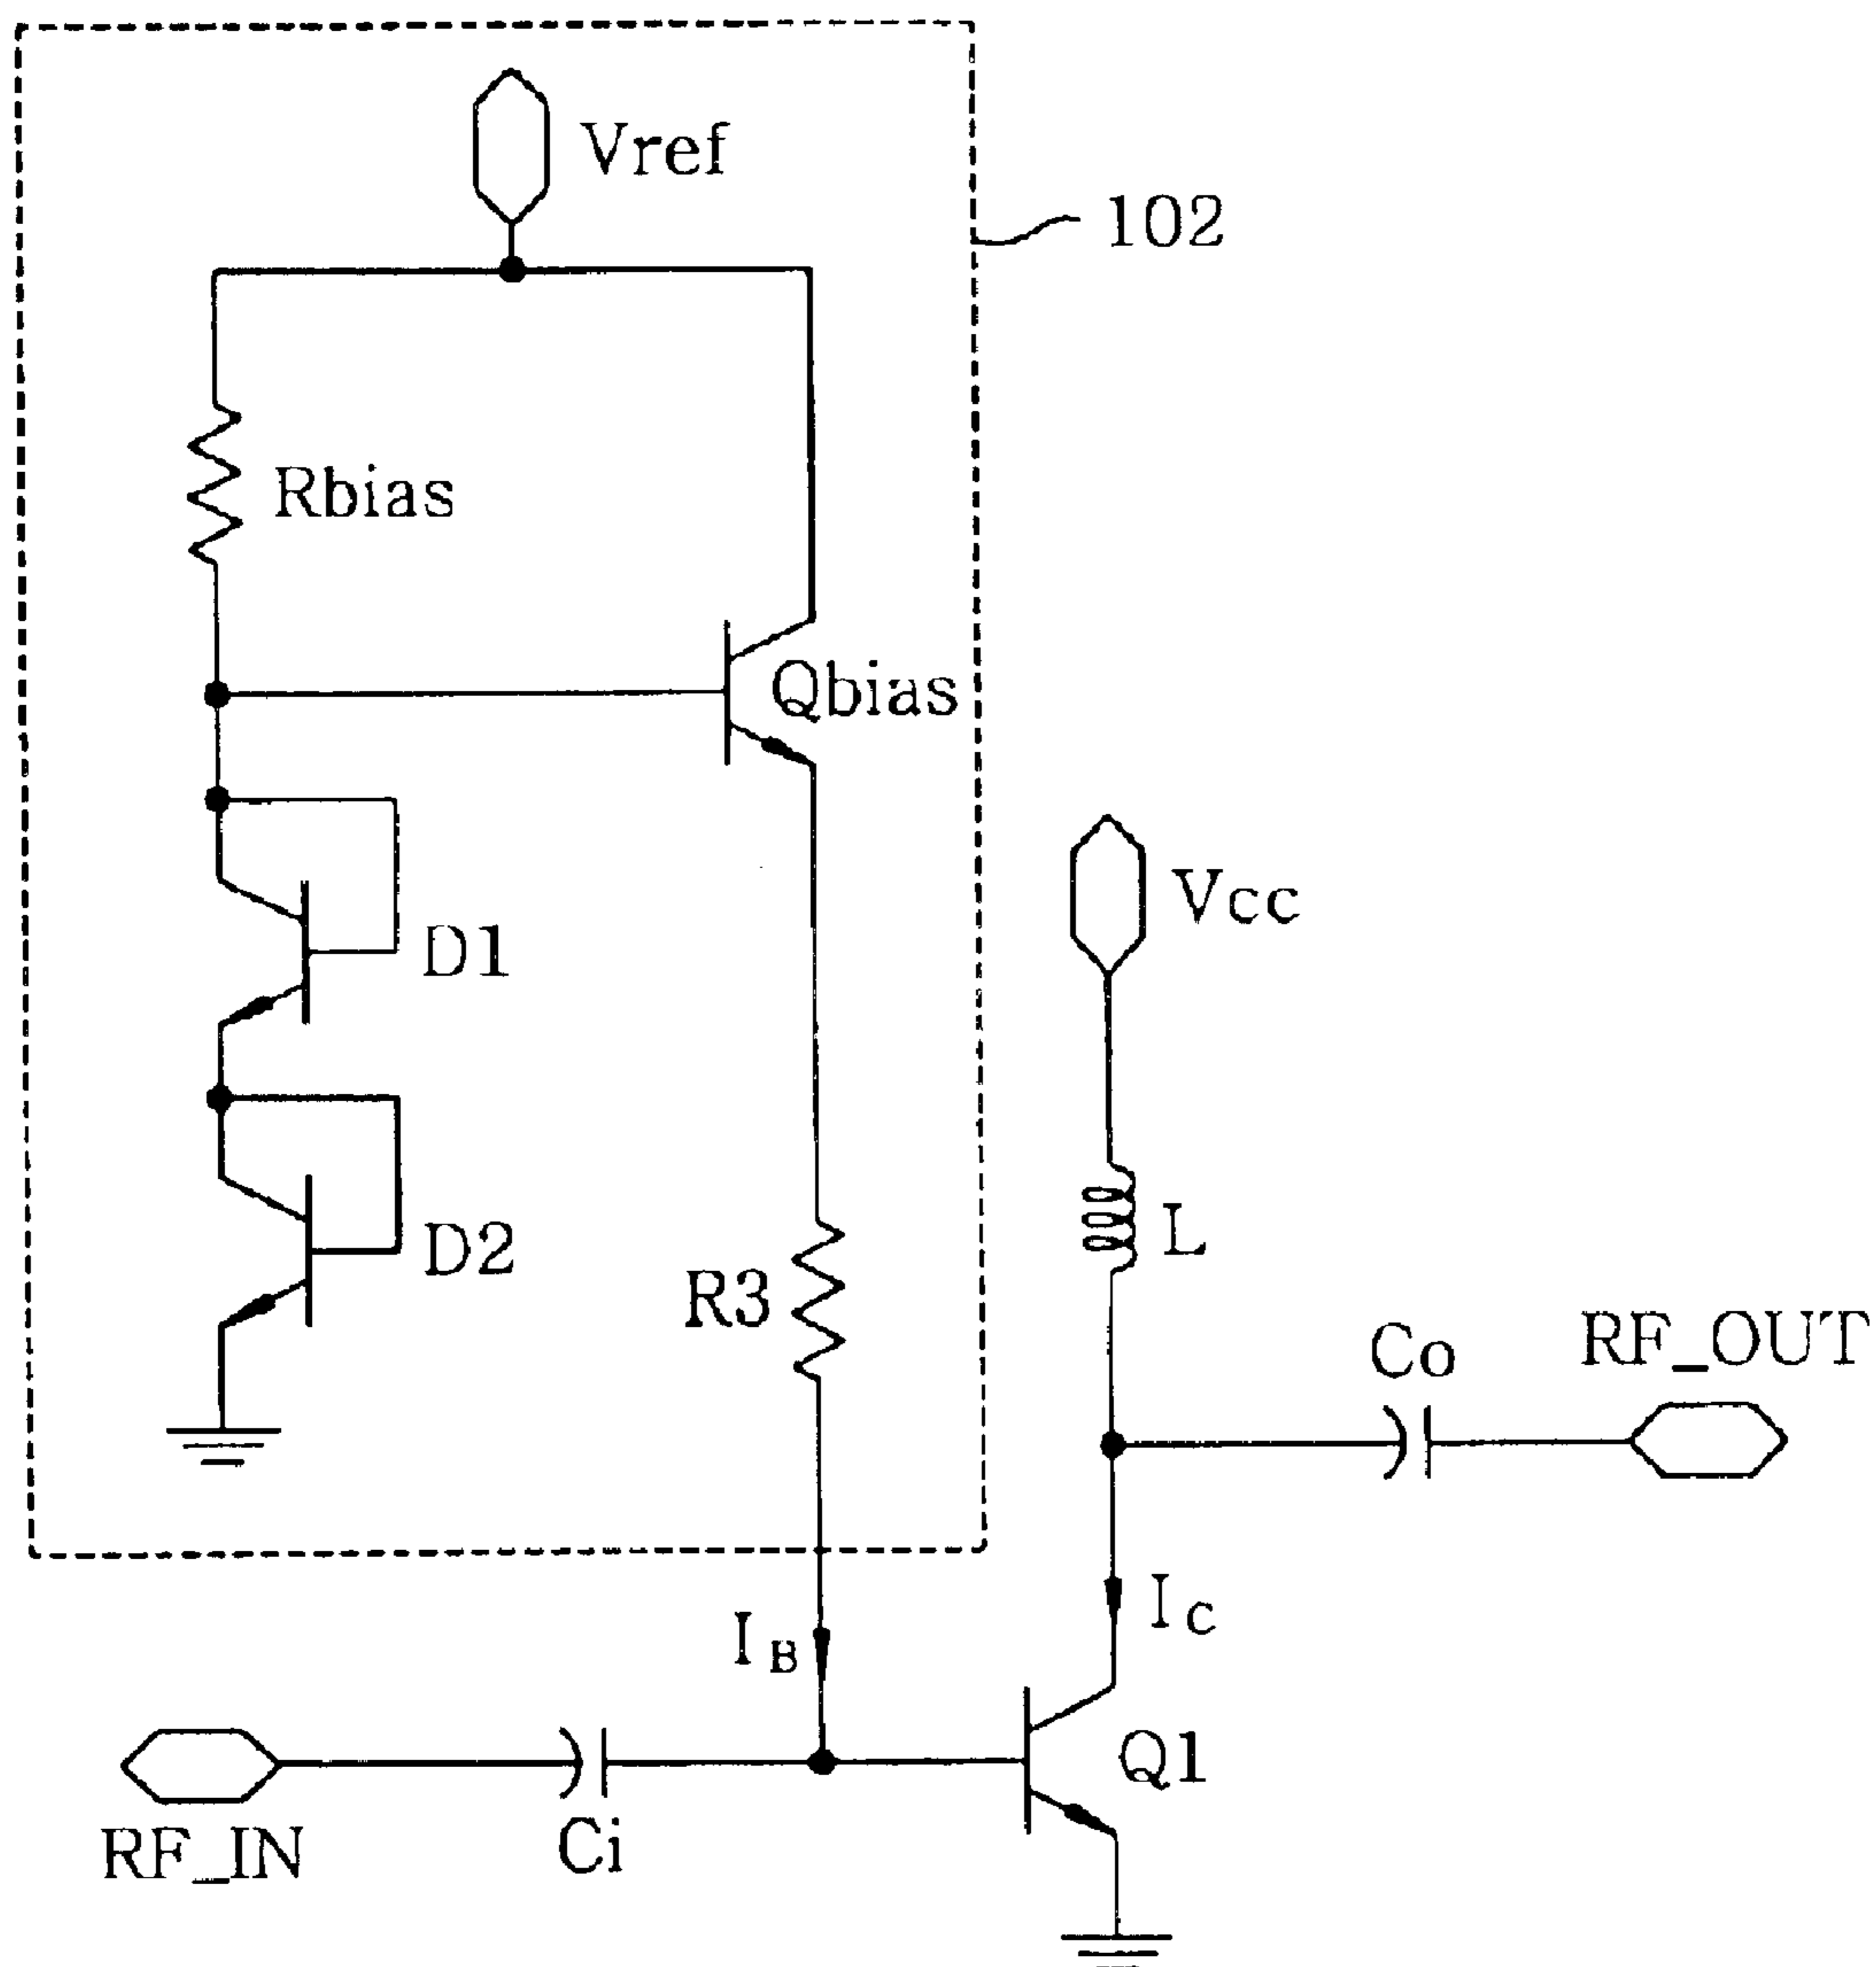 Vref
102
Rbias
Qbias
Vcc
D1
L
D2
R3
Co
RF_OUT
IC
IB
Q1
RF_IN
Ci